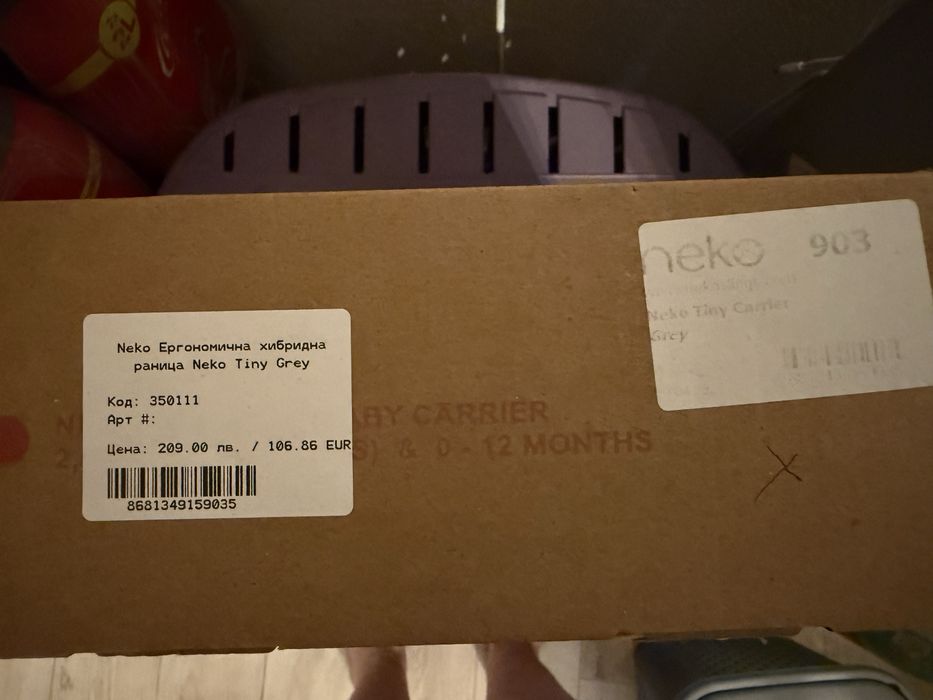 2L
neko 903
Neko Tiny Carrier
Grey
Neko Ергономична хибридна
раница Neko Tiny Grey
Код: 350111
Арт #:
Цена: 209.00 лв. / 106.86 EUR
8681349159035
ARY CARRIER
S) & 0 - 12 MONTHS